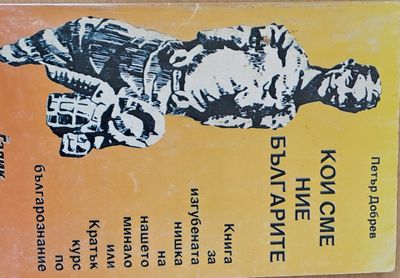 Петър Добрев
КОИ СМЕ
НИЕ
БЪЛГАРИТЕ
Книга
за
изгубената
нишка
на
нашето
минало
или
Кратък
курс
по
българознание